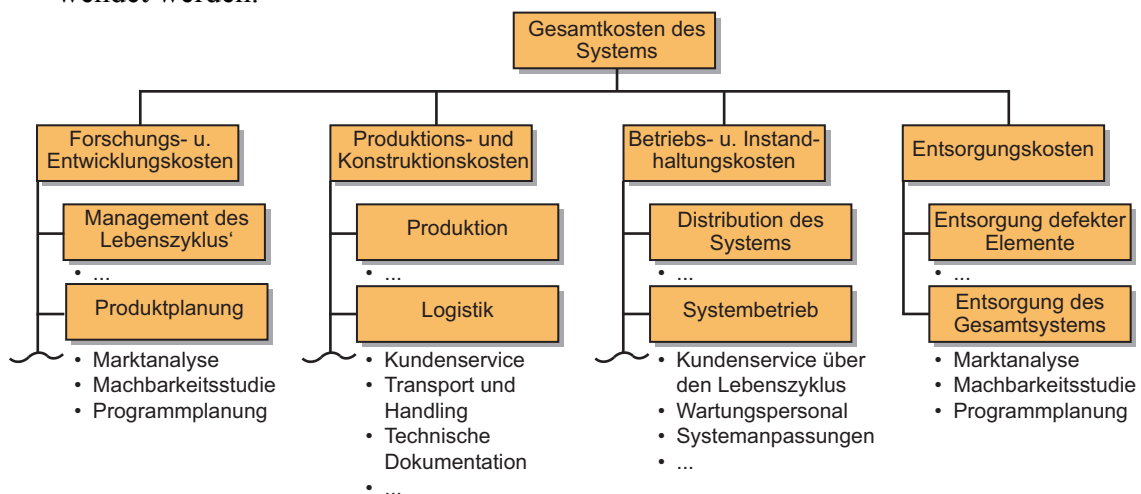 wendet werden.
Gesamtkosten des
Systems
Forschungs- u.
Entwicklungskosten
Management des
Lebenszyklus‘
• ...
Produktplanung
• Marktanalyse
• Machbarkeitsstudie
• Programmplanung
Produktions- und
Konstruktionskosten
Produktion
• ...
Logistik
• Kundenservice
• Transport und
Handling
• Technische
Dokumentation
• ...
Betriebs- u. Instand-
haltungskosten
Distribution des
Systems
• ...
Systembetrieb
• Kundenservice über
den Lebenszyklus
• Wartungspersonal
• Systemanpassungen
• ...
Entsorgungskosten
Entsorgung defekter
Elemente
• ...
Entsorgung des
Gesamtsystems
• Marktanalyse
• Machbarkeitsstudie
• Programmplanung